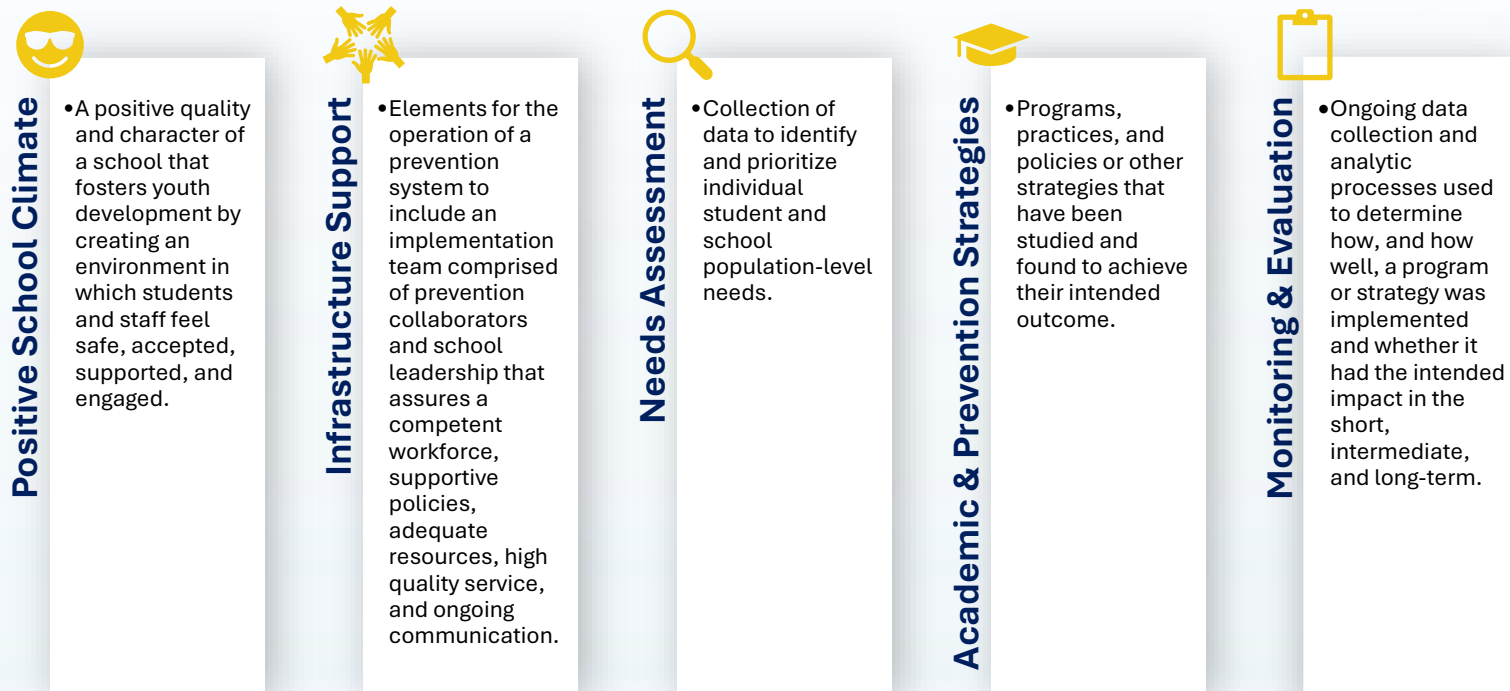 Positive School Climate
•A positive quality
and character of
a school that
fosters youth
development by
creating an
environment in
which students
and staff feel
safe, accepted,
supported, and
engaged.
Infrastructure Support
•Elements for the
operation of a
prevention
system to
include an
implementation
team comprised
of prevention
collaborators
and school
leadership that
assures a
competent
workforce,
supportive
policies,
adequate
resources, high
quality service,
and ongoing
communication.
Needs Assessment
•Collection of
data to identify
and prioritize
individual
student and
school
population-level
needs.
Academic & Prevention Strategies
•Programs,
practices, and
policies or other
strategies that
have been
studied and
found to achieve
their intended
outcome.
Monitoring & Evaluation
•Ongoing data
collection and
analytic
processes used
to determine
how, and how
well, a program
or strategy was
implemented
and whether it
had the intended
impact in the
short,
intermediate,
and long-term.